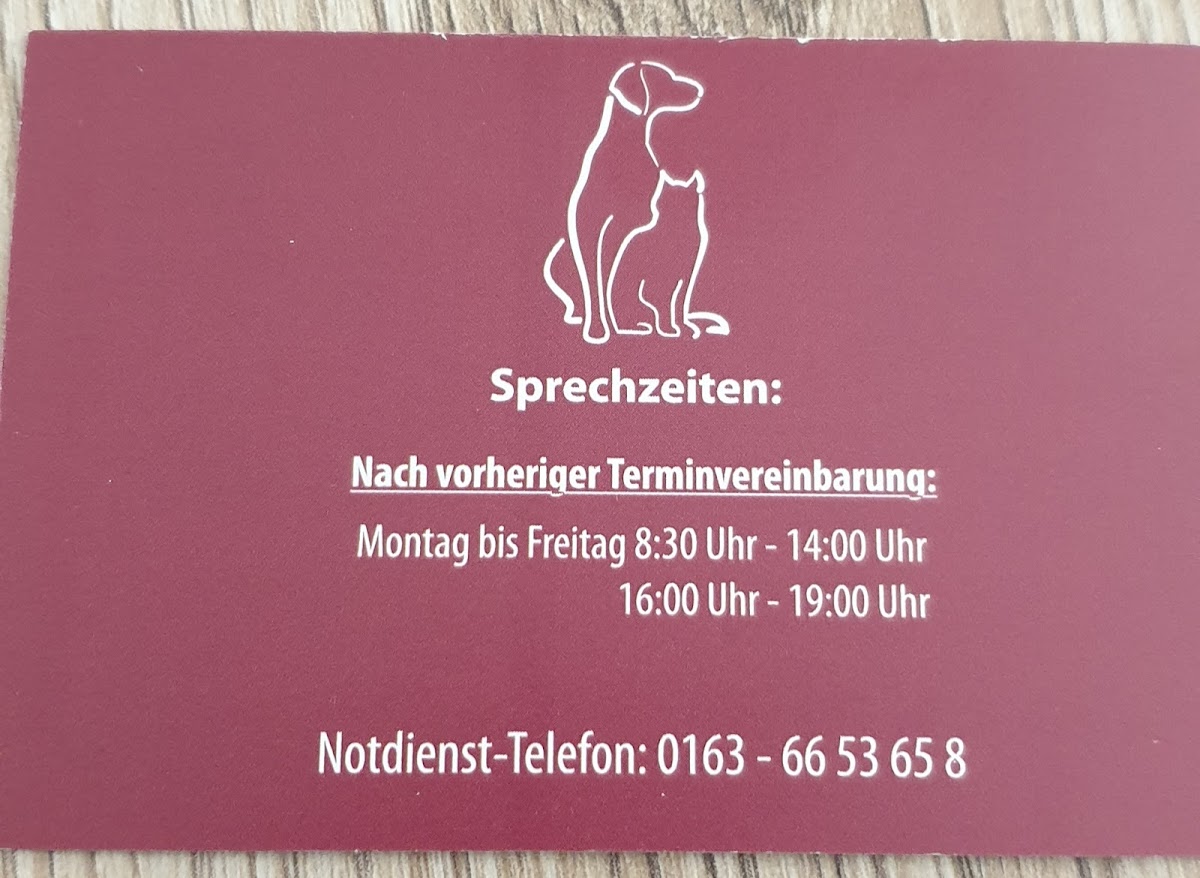 Sprechzeiten:
Nach vorheriger Terminvereinbarung:
Montag bis Freitag 8:30 Uhr - 14:00 Uhr
16:00 Uhr - 19:00 Uhr
Notdienst-Telefon: 0163 - 66 53 65 8